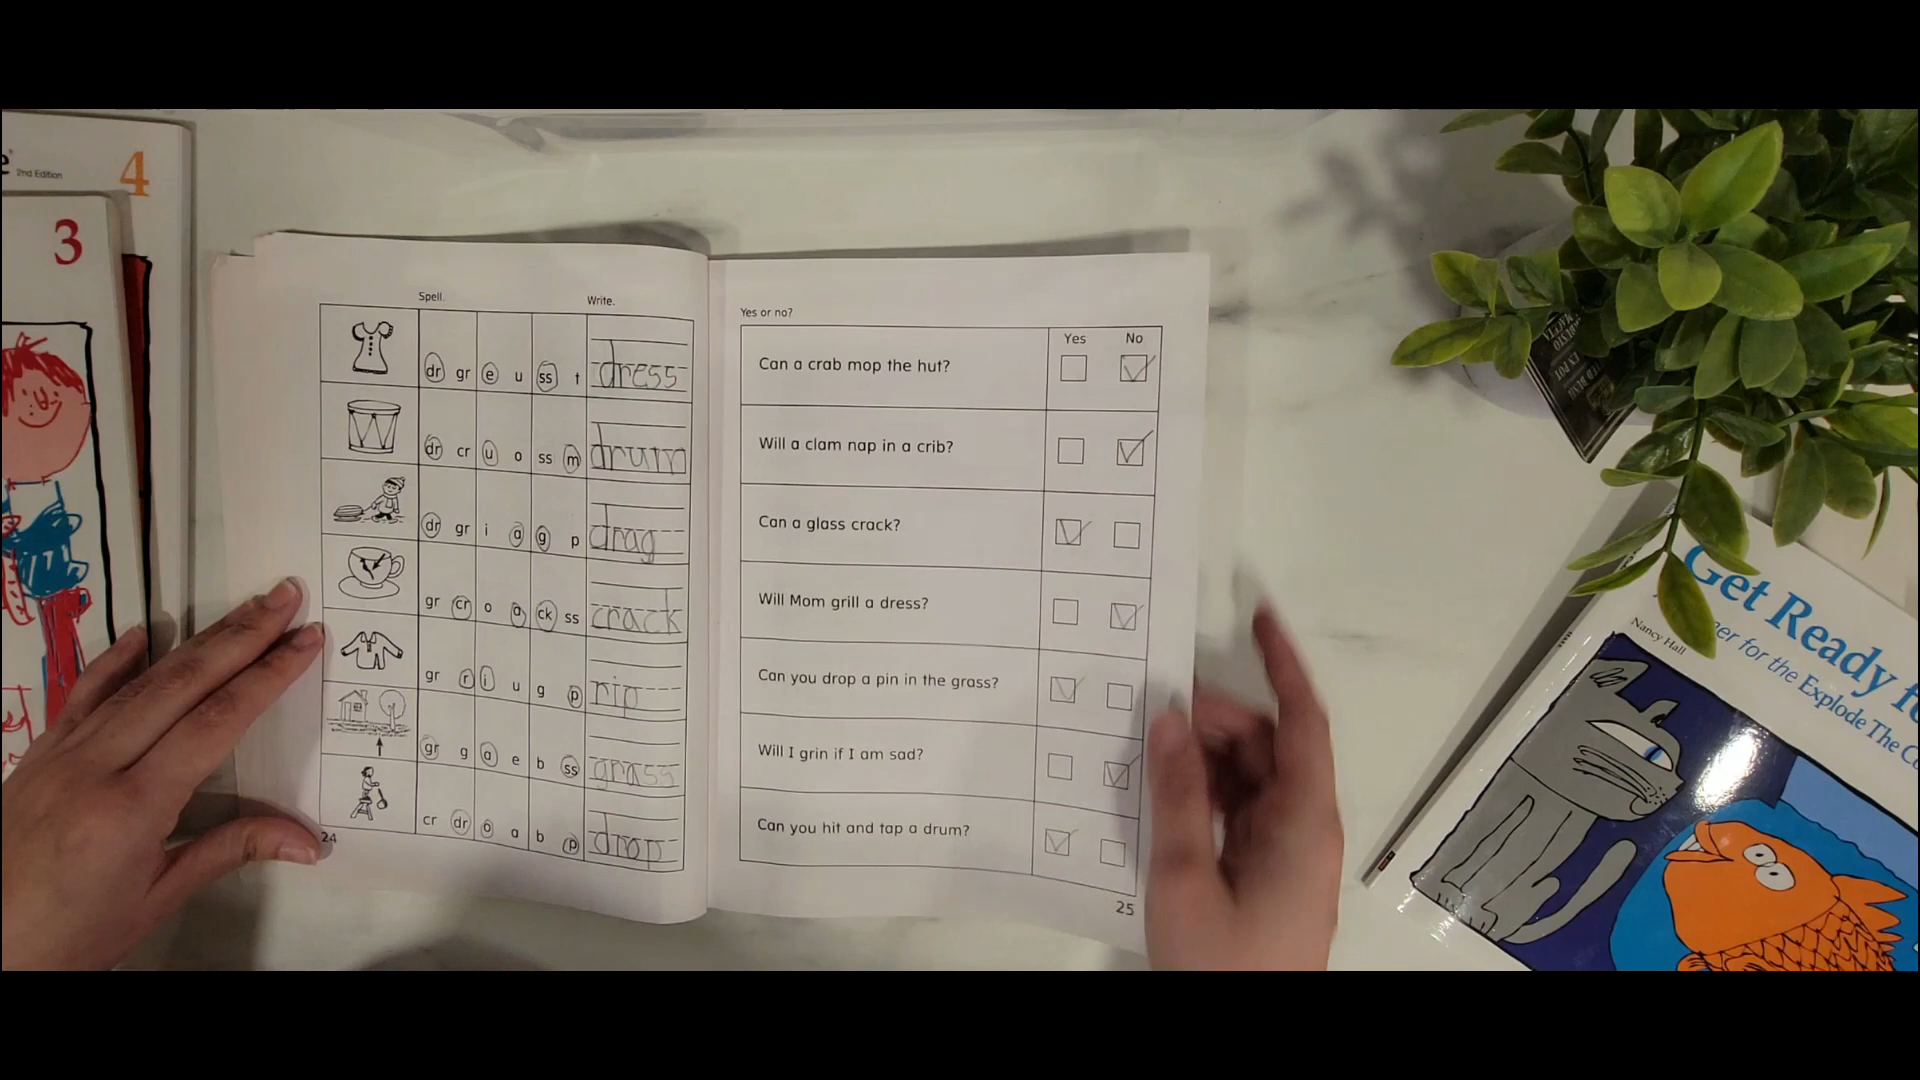 2nd Edition
4
3
Spell.
Write.
dr gr e u ss t dress
dr cr u o ss m drum
dr gr i a g p drag
gr cr o a ck ss crack
gr r i u g p rip
gr g a e b ss grass
cr dr o a b p drop
24
Yes or no?
Yes No
Can a crab mop the hut?
Will a clam nap in a crib?
Can a glass crack?
Will Mom grill a dress?
Can you drop a pin in the grass?
Will I grin if I am sad?
Can you hit and tap a drum?
25
Get Ready
for the Explode The
Nancy Hall